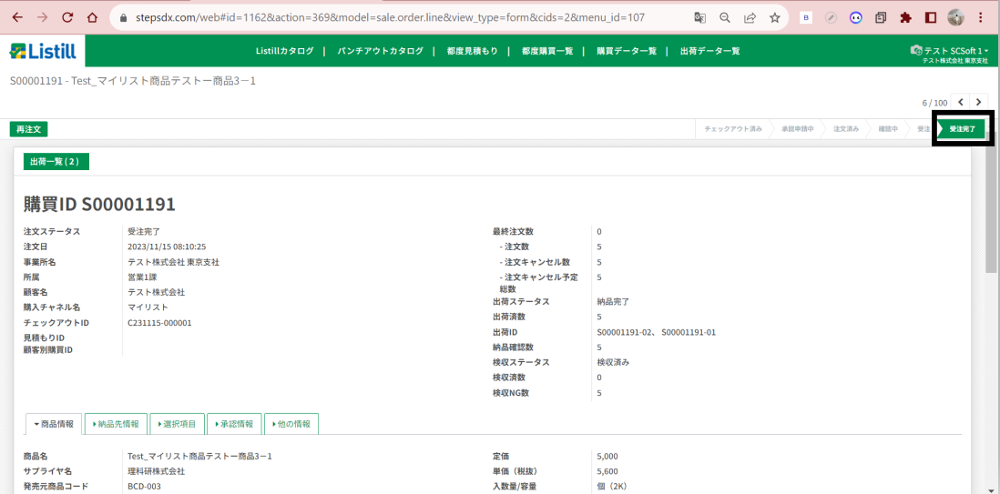 stepsdx.com/web#id=1162&action=369&model=sale.order.line&view_type=form&cids=2&menu_id=107
Listill
Listillカタログ | パンチアウトカタログ | 都度見積もり | 都度購買一覧 | 購買データ一覧 | 出荷データ一覧
テスト SCSoft 1
テスト株式会社 東京支社
S00001191 - Test_マイリスト商品テストー商品3－1
6 / 100
再注文
チェックアウト済み 承認申請中 注文済み 確認中 受注 受注完了
出荷一覧 ( 2 )
購買ID S00001191
注文ステータス 受注完了
注文日 2023/11/15 08:10:25
事業所名 テスト株式会社 東京支社
所属 営業1課
顧客名 テスト株式会社
購入チャネル名 マイリスト
チェックアウトID C231115-000001
見積もりID
顧客別購買ID
最終注文数 0
- 注文数 5
- 注文キャンセル数 5
- 注文キャンセル予定総数 5
出荷ステータス 納品完了
出荷済数 5
出荷ID S00001191-02、 S00001191-01
納品確認数 5
検収ステータス 検収済み
検収済数 0
検収NG数 5
商品情報 納品先情報 選択項目 承認情報 他の情報
商品名 Test_マイリスト商品テストー商品3－1
サプライヤ名 理科研株式会社
発売元商品コード BCD-003
定価 5,000
単価（税抜） 5,600
入数量/容量 個（2K）